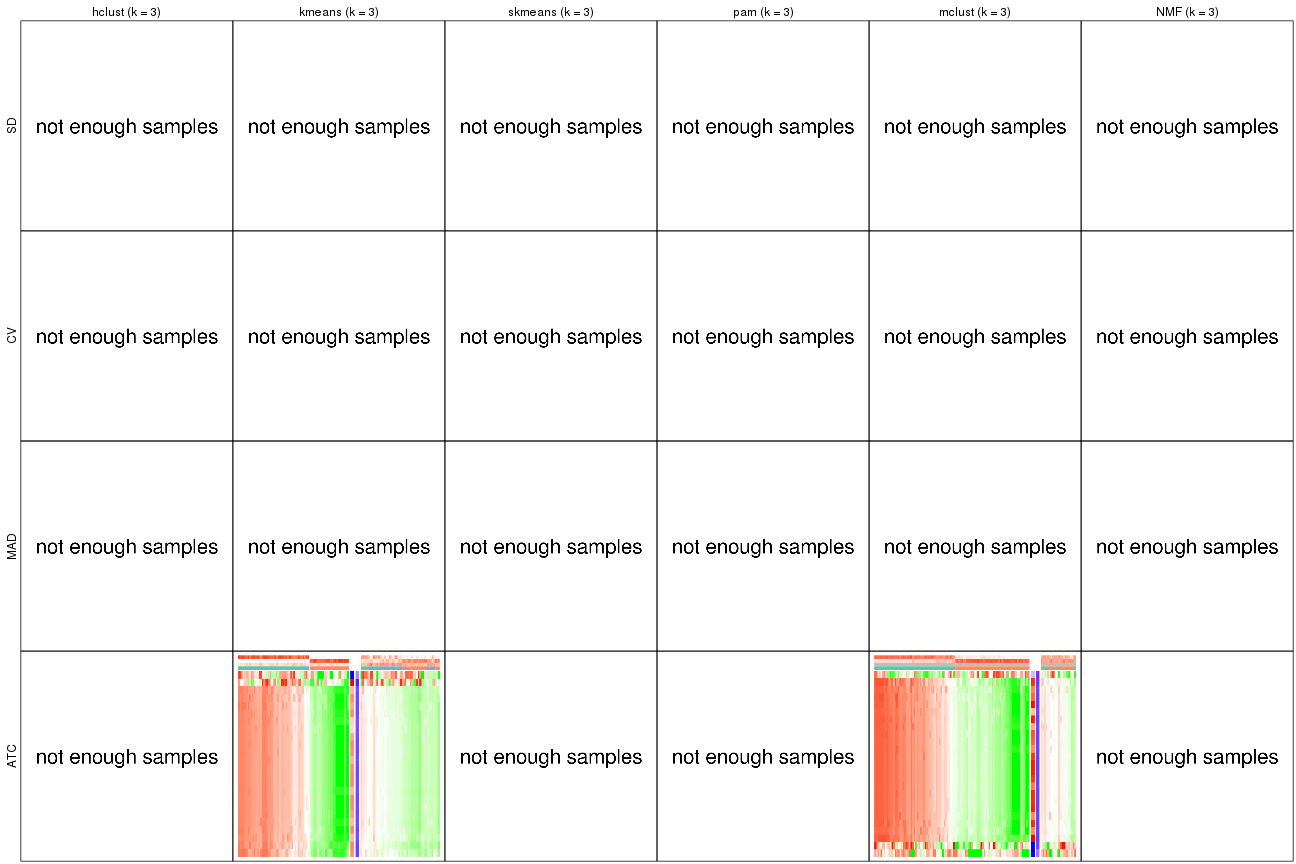 hclust (k = 3) kmeans (k = 3) skmeans (k = 3) pam (k = 3) mclust (k = 3) NMF (k = 3)
SD not enough samples not enough samples not enough samples not enough samples not enough samples not enough samples
CV not enough samples not enough samples not enough samples not enough samples not enough samples not enough samples
MAD not enough samples not enough samples not enough samples not enough samples not enough samples not enough samples
ATC not enough samples not enough samples not enough samples not enough samples